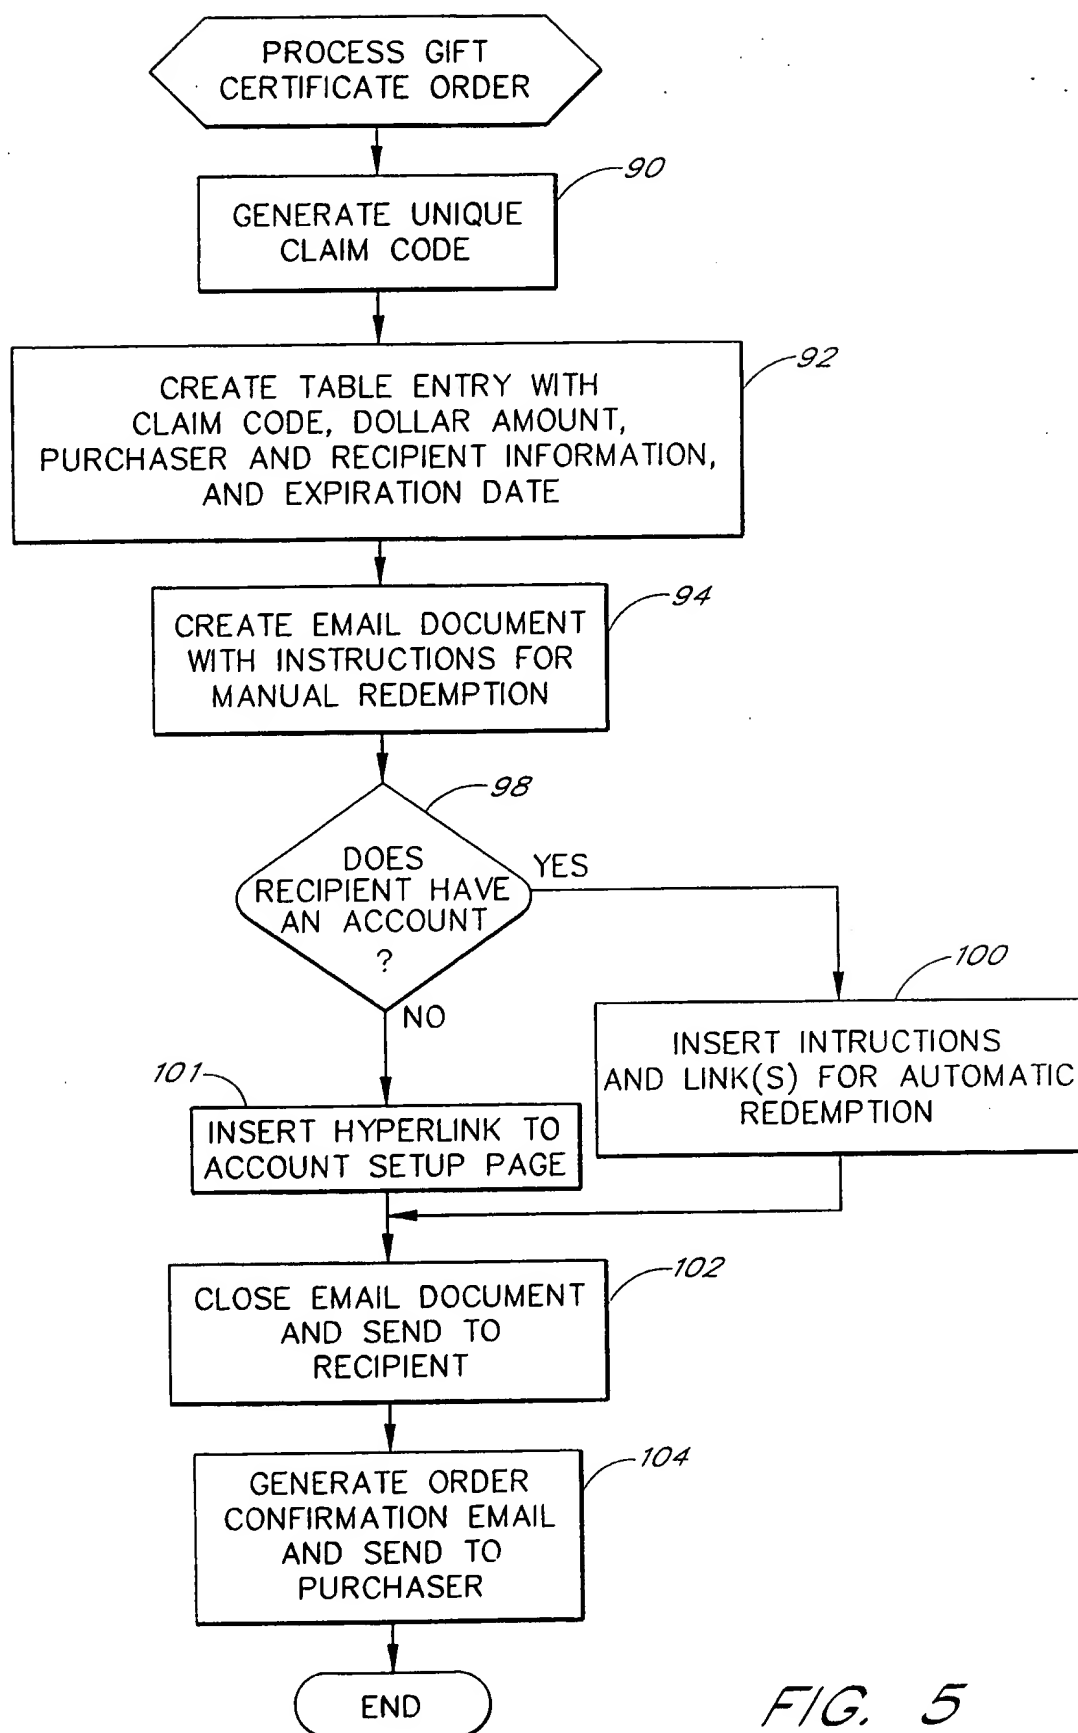 PROCESS GIFT
CERTIFICATE ORDER
90
GENERATE UNIQUE
CLAIM CODE
92
CREATE TABLE ENTRY WITH
CLAIM CODE, DOLLAR AMOUNT,
PURCHASER AND RECIPIENT INFORMATION,
AND EXPIRATION DATE
94
CREATE EMAIL DOCUMENT
WITH INSTRUCTIONS FOR
MANUAL REDEMPTION
98
DOES
RECIPIENT HAVE
AN ACCOUNT
?
YES
NO
100
INSERT INTRUCTIONS
AND LINK(S) FOR AUTOMATIC
REDEMPTION
101
INSERT HYPERLINK TO
ACCOUNT SETUP PAGE
102
CLOSE EMAIL DOCUMENT
AND SEND TO
RECIPIENT
104
GENERATE ORDER
CONFIRMATION EMAIL
AND SEND TO
PURCHASER
END
FIG. 5